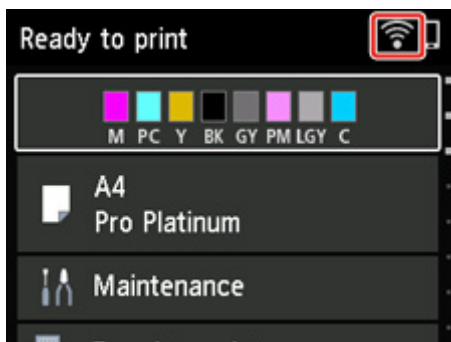 Ready to print
M PC Y BK GY PM LGY C
A4
Pro Platinum
Maintenance